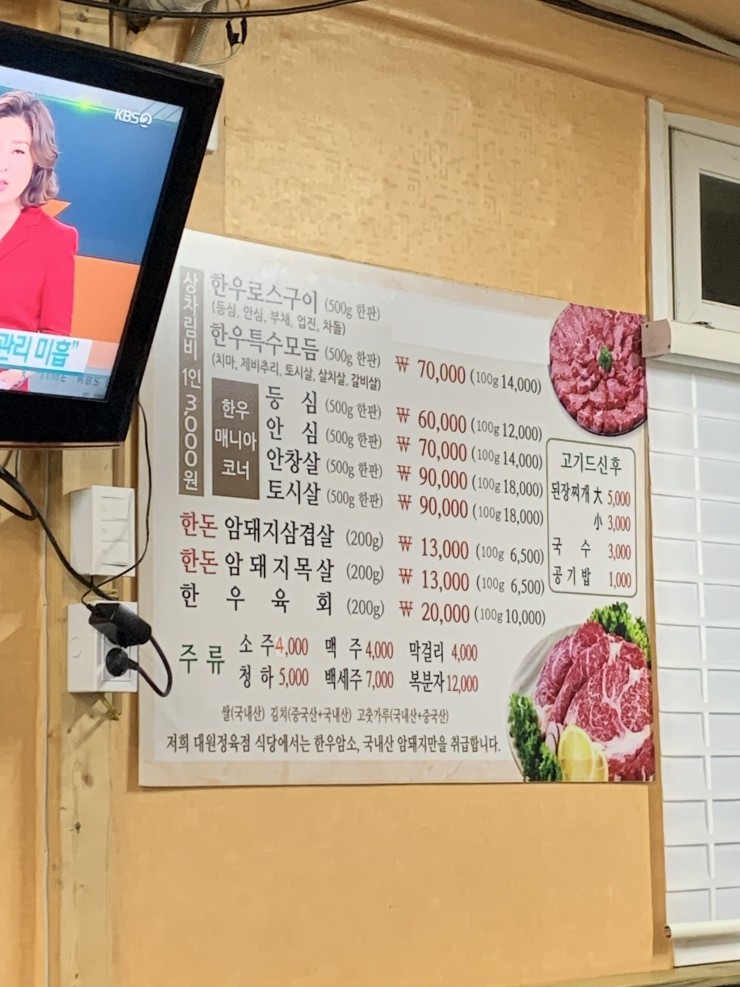 KBS2
관리 미흡"
상차림비 1인 3000원
한우로스구이 (500g 한판)
(등심, 안심, 부채, 업진, 차돌)
한우특수모듬 (500g 한판) ₩ 70,000 (100g 14,000)
(치마, 제비추리, 토시살, 살치살, 갈비살)
한우
매니아
코너
등 심 (500g 한판) ₩ 60,000 (100g 12,000)
안 심 (500g 한판) ₩ 70,000 (100g 14,000)
안창살 (500g 한판) ₩ 90,000 (100g 18,000)
토시살 (500g 한판) ₩ 90,000 (100g 18,000)
한돈 암돼지삼겹살 (200g) ₩ 13,000 (100g 6,500)
한돈 암돼지목살 (200g) ₩ 13,000 (100g 6,500)
한우육회 (200g) ₩ 20,000 (100g 10,000)
고기드신후
된장찌개 大 5,000
小 3,000
국 수 3,000
공기밥 1,000
주류 소 주 4,000 맥 주 4,000 막걸리 4,000
청하 5,000 백세주 7,000 복분자 12,000
쌀(국내산) 김치(중국산+국내산) 고춧가루(국내산+중국산)
저희 대원정육점 식당에서는 한우암소, 국내산 암돼지만을 취급합니다.